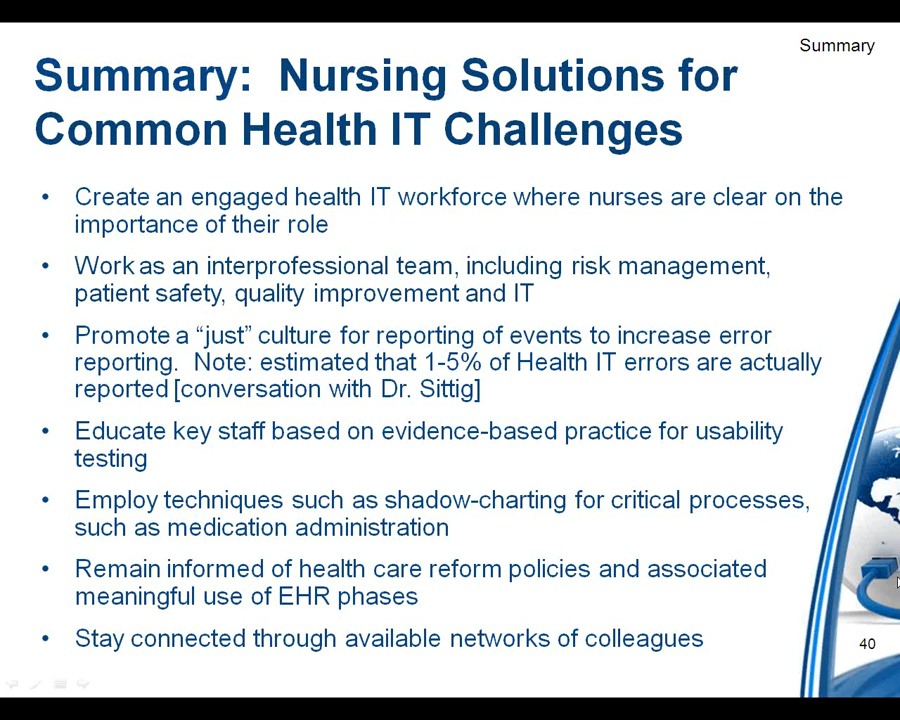 Summary
Summary:  Nursing Solutions for
Common Health IT Challenges
• Create an engaged health IT workforce where nurses are clear on the
importance of their role
• Work as an interprofessional team, including risk management,
patient safety, quality improvement and IT
• Promote a “just” culture for reporting of events to increase error
reporting.  Note: estimated that 1-5% of Health IT errors are actually
reported [conversation with Dr. Sittig]
• Educate key staff based on evidence-based practice for usability
testing
• Employ techniques such as shadow-charting for critical processes,
such as medication administration
• Remain informed of health care reform policies and associated
meaningful use of EHR phases
• Stay connected through available networks of colleagues
40